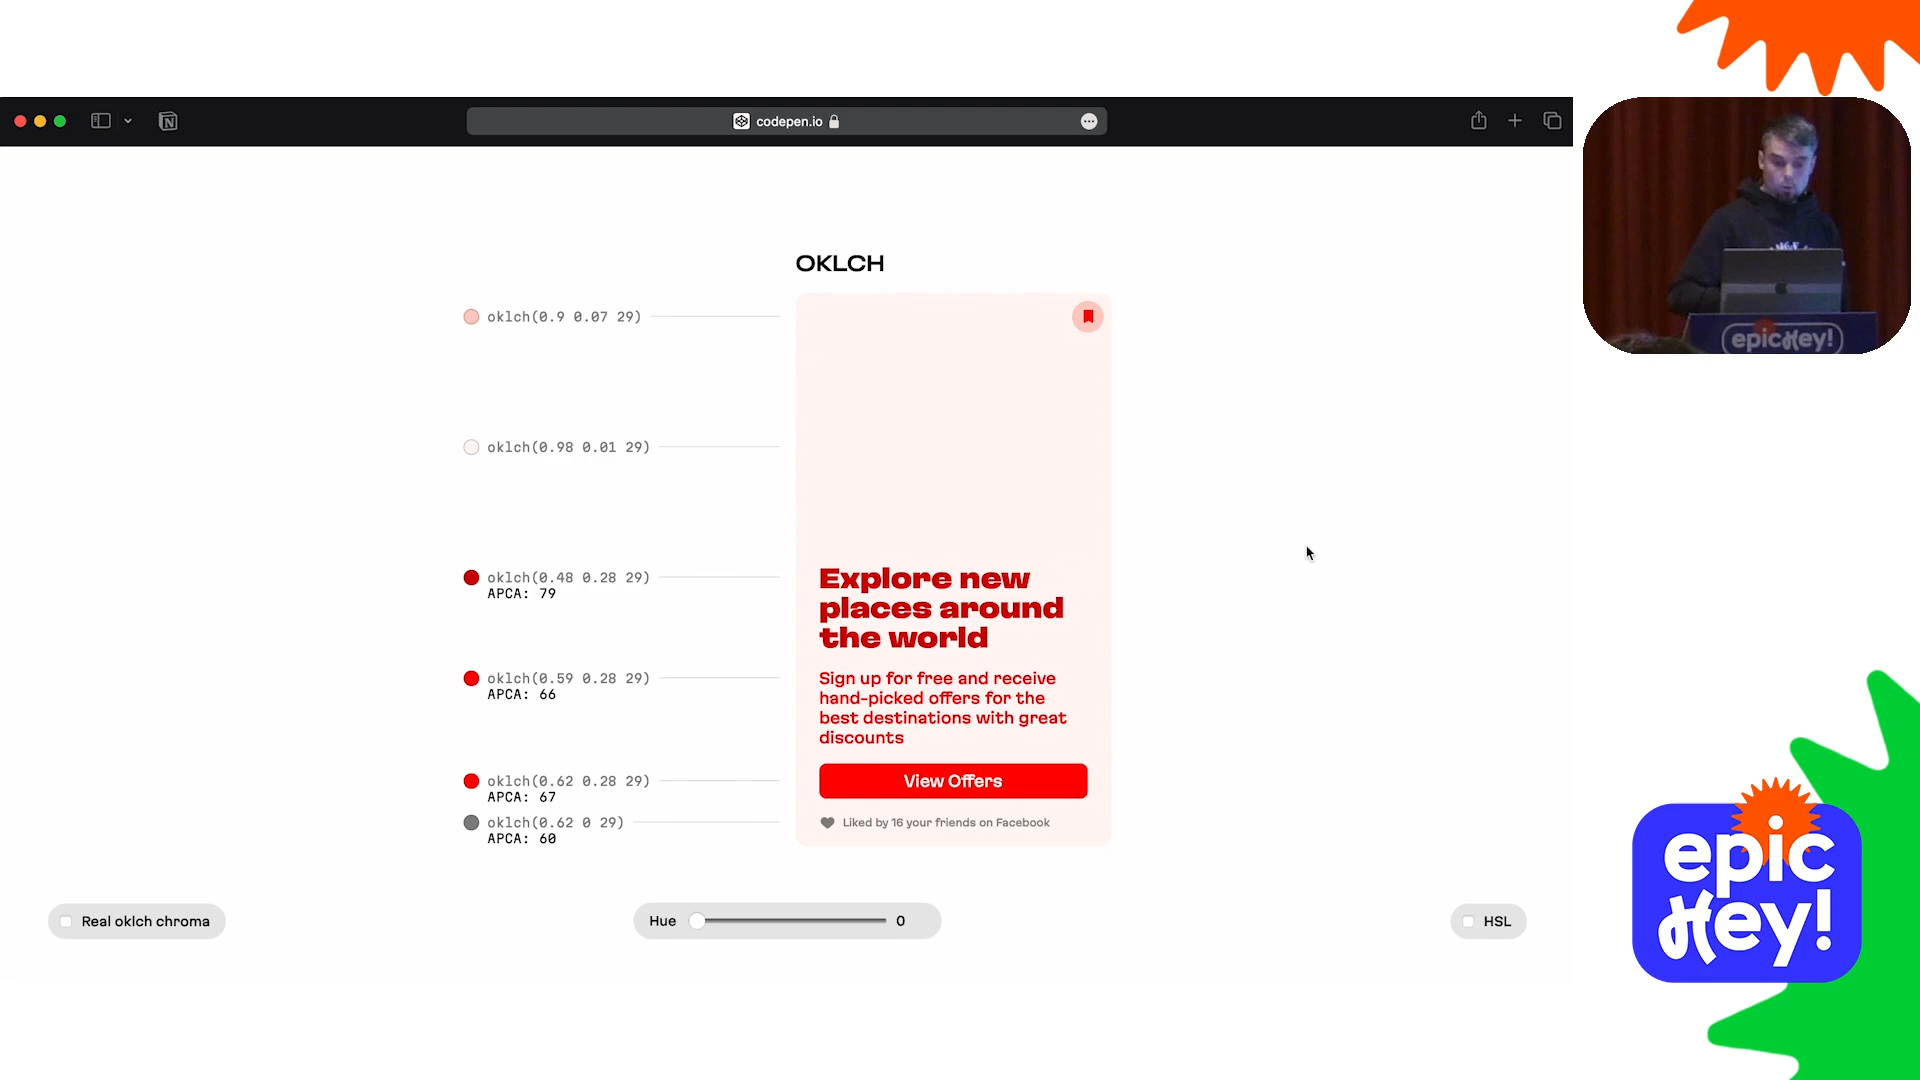 codepen.io
OKLCH
oklch(0.9 0.07 29)
oklch(0.98 0.01 29)
oklch(0.48 0.28 29)
APCA: 79
oklch(0.59 0.28 29)
APCA: 66
oklch(0.62 0.28 29)
APCA: 67
oklch(0.62 0 29)
APCA: 60
Explore new
places around
the world
Sign up for free and receive
hand-picked offers for the
best destinations with great
discounts
View Offers
Liked by 16 your friends on Facebook
Real oklch chroma
Hue 0
HSL
epic Hey!
epic
Hey!